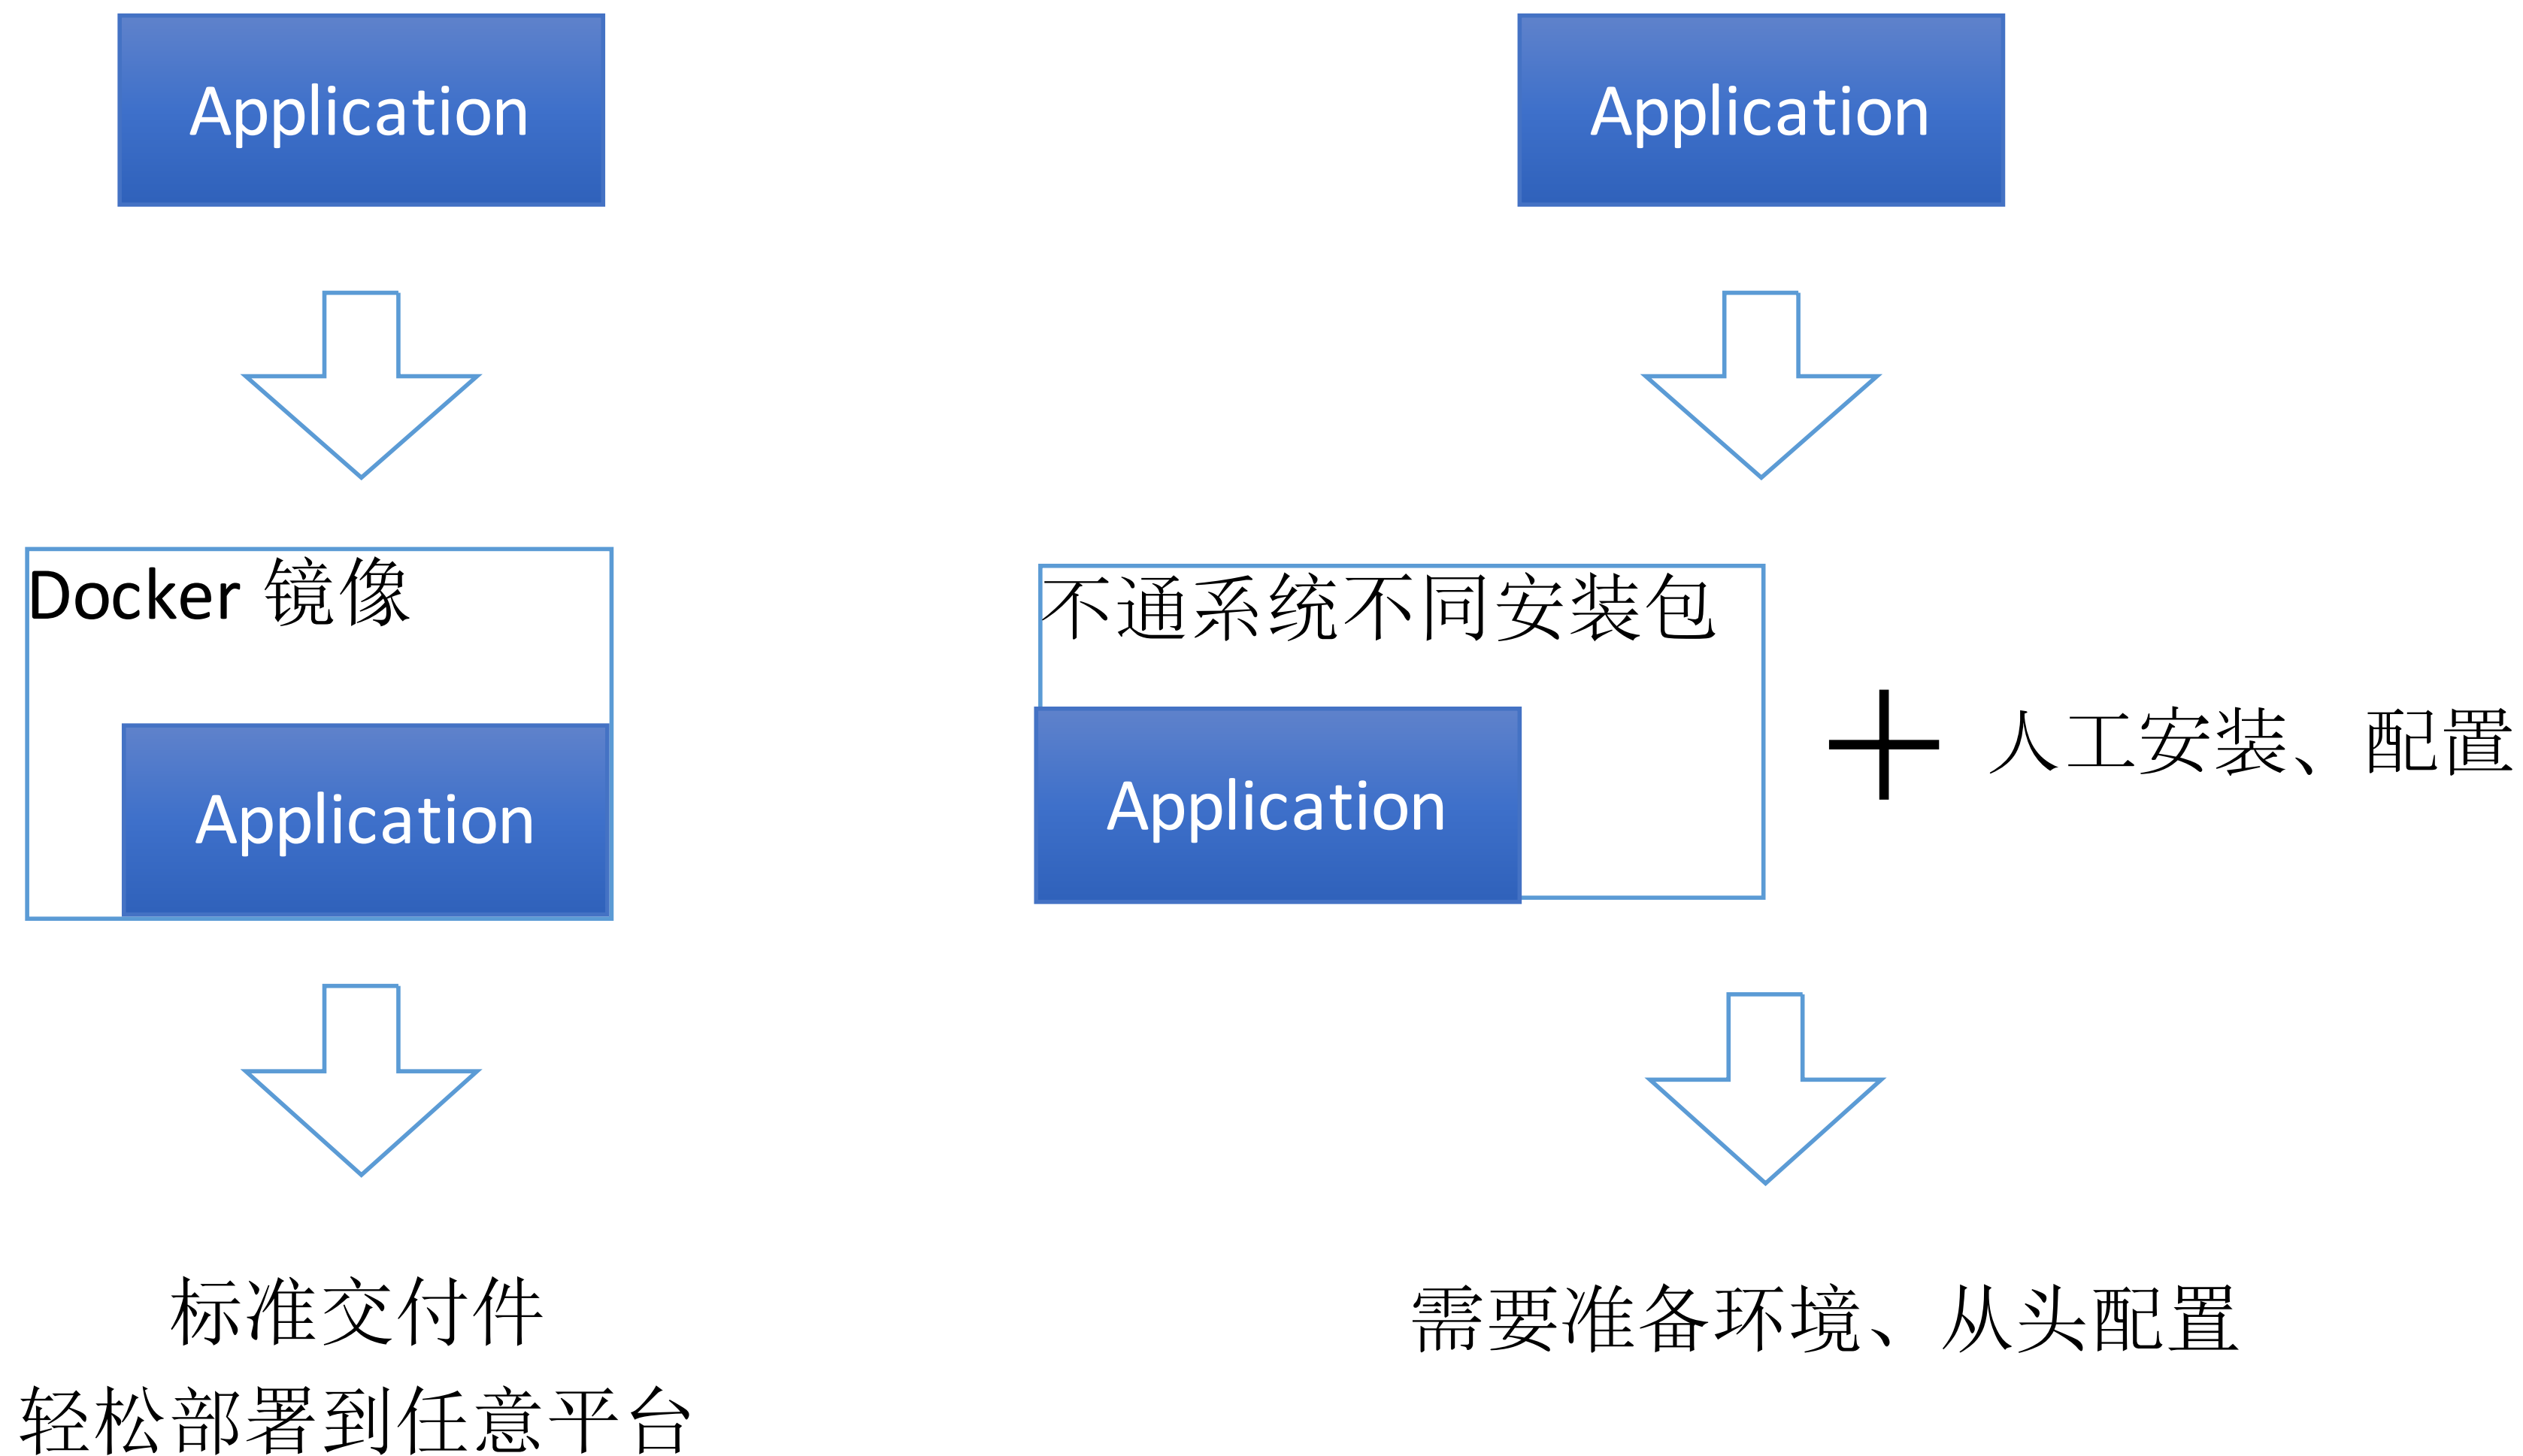 Application
Application
Docker 镜像
Application
不通系统不同安装包
Application
人工安装、配置
标准交付件
轻松部署到任意平台
需要准备环境、从头配置